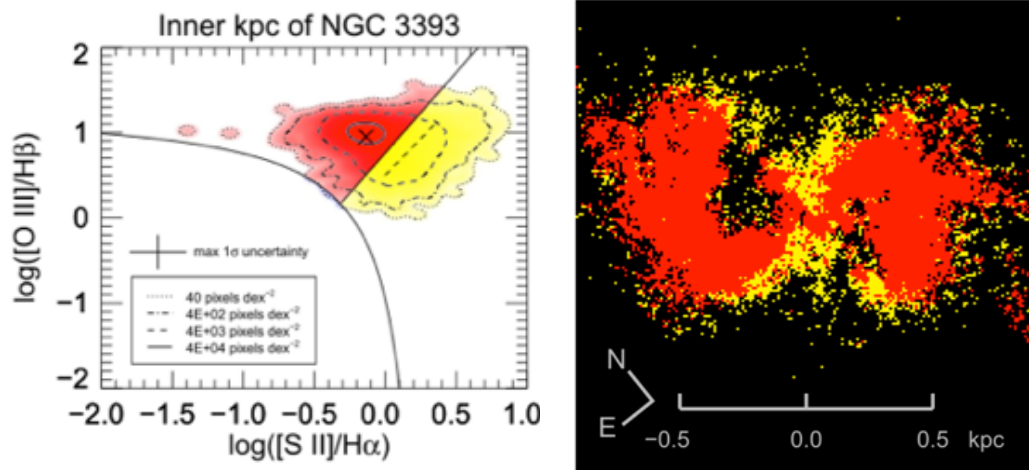 Inner kpc of NGC 3393
log([O III]/Hβ)
2
1
0
−1
−2
max 1σ uncertainty
40 pixels dex⁻²
4E+02 pixels dex⁻²
4E+03 pixels dex⁻²
4E+04 pixels dex⁻²
−2.0 −1.5 −1.0 −0.5 0.0 0.5 1.0
log([S II]/Hα)
N
E
−0.5 0.0 0.5 kpc